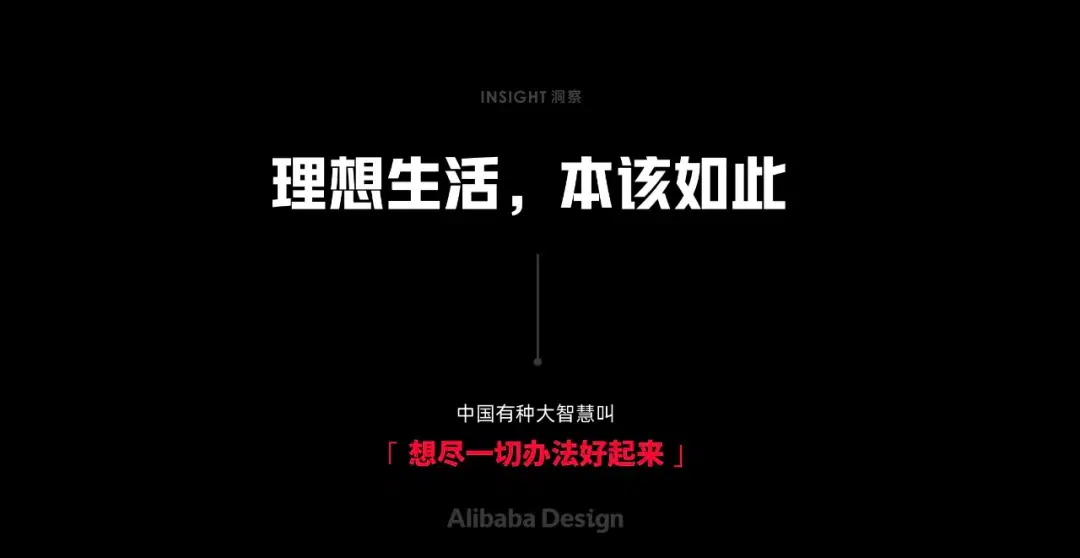 INSIGHT 洞察
理想生活，本该如此
中国有种大智慧叫
「 想尽一切办法好起来 」
Alibaba Design